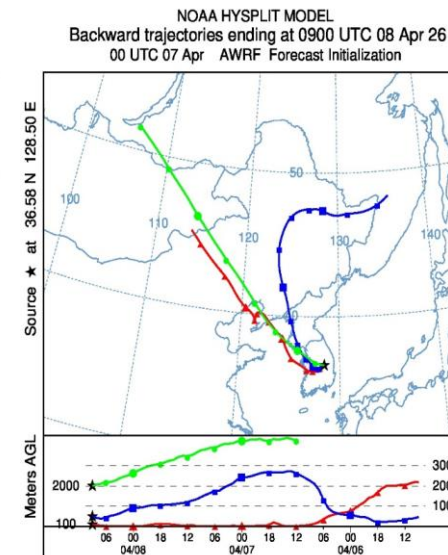 NOAA HYSPLIT MODEL
Backward trajectories ending at 0900 UTC 08 Apr 26
00 UTC 07 Apr AWRF Forecast Initialization
Source ★ at 36.58 N 128.50 E
100
110
120
130
140
50
40
Meters AGL
2000
100
300
200
100
06 00 18 12 06 00 18 12 06 00 18 12
04/08 04/07 04/06